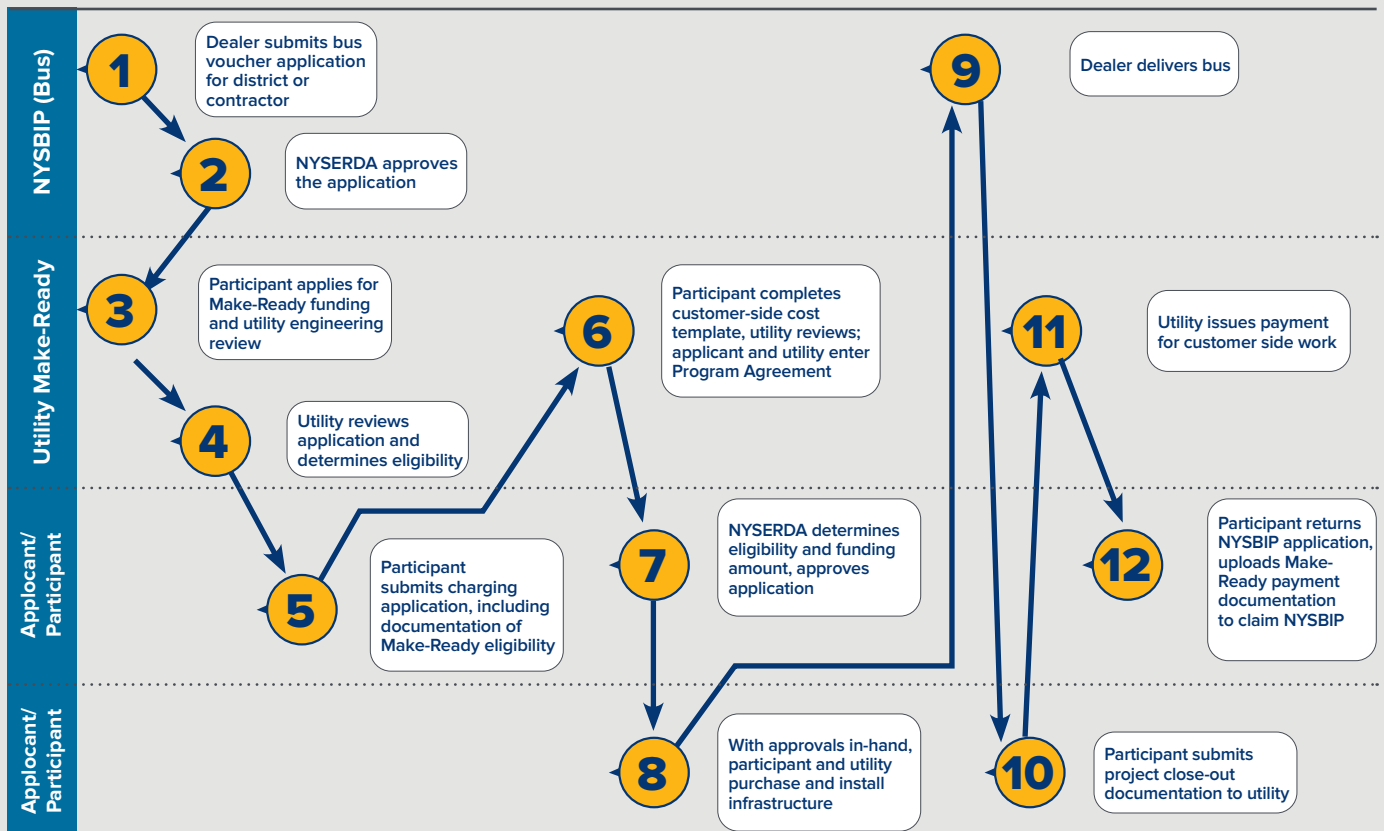 NYSBIP (Bus)
1
Dealer submits bus
voucher application
for district or
contractor
2
NYSERDA approves
the application
9
Dealer delivers bus
Utility Make-Ready
3
Participant applies for
Make-Ready funding
and utility engineering
review
4
Utility reviews
application and
determines eligibility
6
Participant completes
customer-side cost
template, utility reviews;
applicant and utility enter
Program Agreement
11
Utility issues payment
for customer side work
Applocant/
Participant
5
Participant
submits charging
application, including
documentation of
Make-Ready eligibility
7
NYSERDA determines
eligibility and funding
amount, approves
application
12
Participant returns
NYSBIP application,
uploads Make-
Ready payment
documentation
to claim NYSBIP
Applocant/
Participant
8
With approvals in-hand,
participant and utility
purchase and install
infrastructure
10
Participant submits
project close-out
documentation to utility